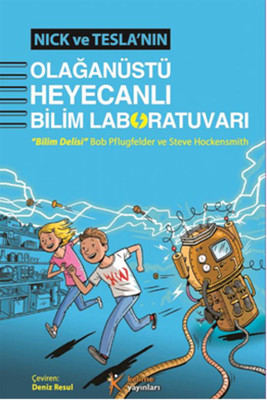 NICK ve TESLA'NIN
OLAĞANÜSTÜ
HEYECANLI
BİLİM LABORATUVARI
"Bilim Delisi" Bob Pflugfelder ve Steve Hockensmith
Çeviren:
Deniz Resul
kelime
yayınları